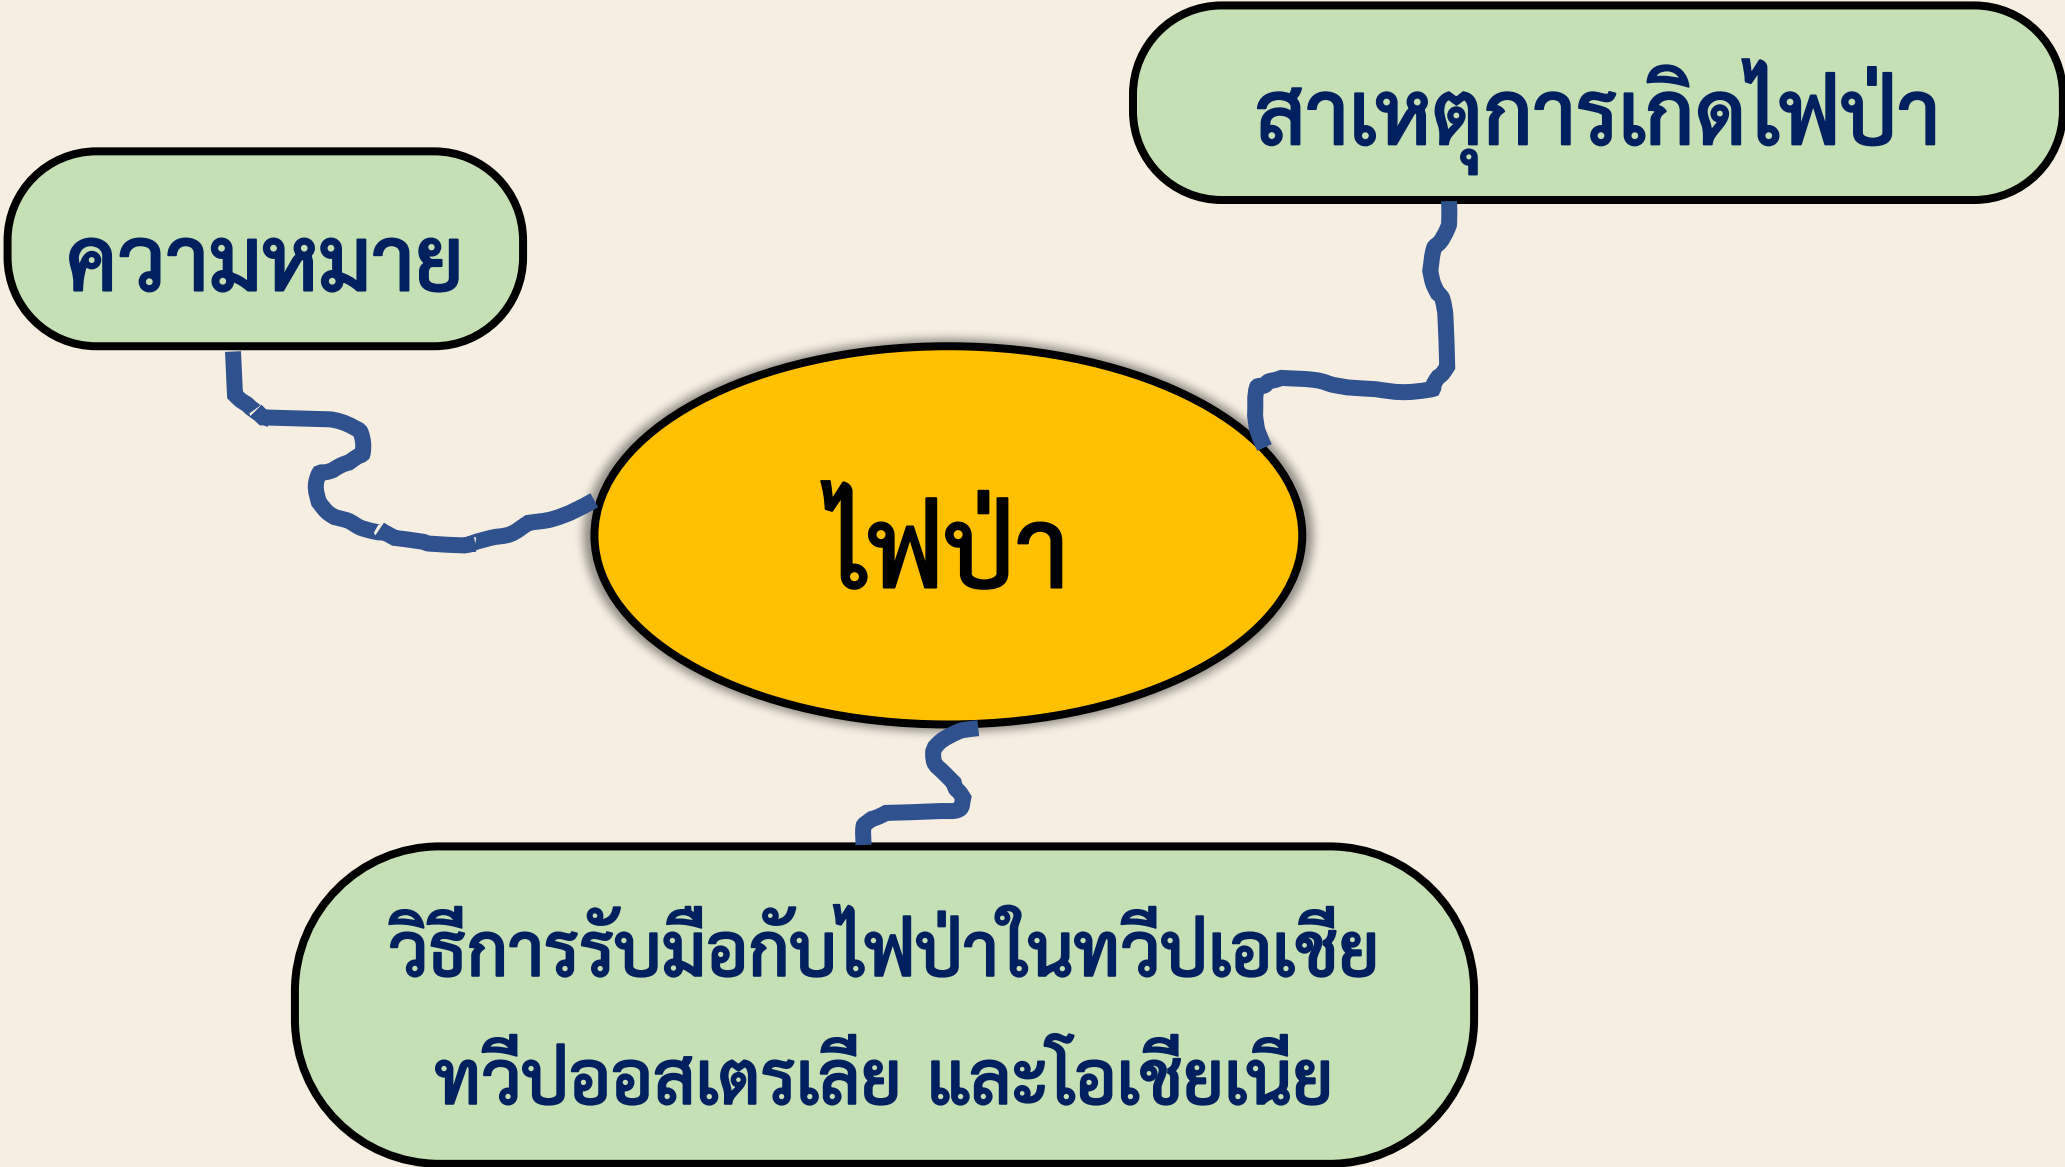 สาเหตุการเกิดไฟป่า
ความหมาย
ไฟป่า
วิธีการรับมือกับไฟป่าในทวีปเอเชีย
ทวีปออสเตรเลีย และโอเชียเนีย